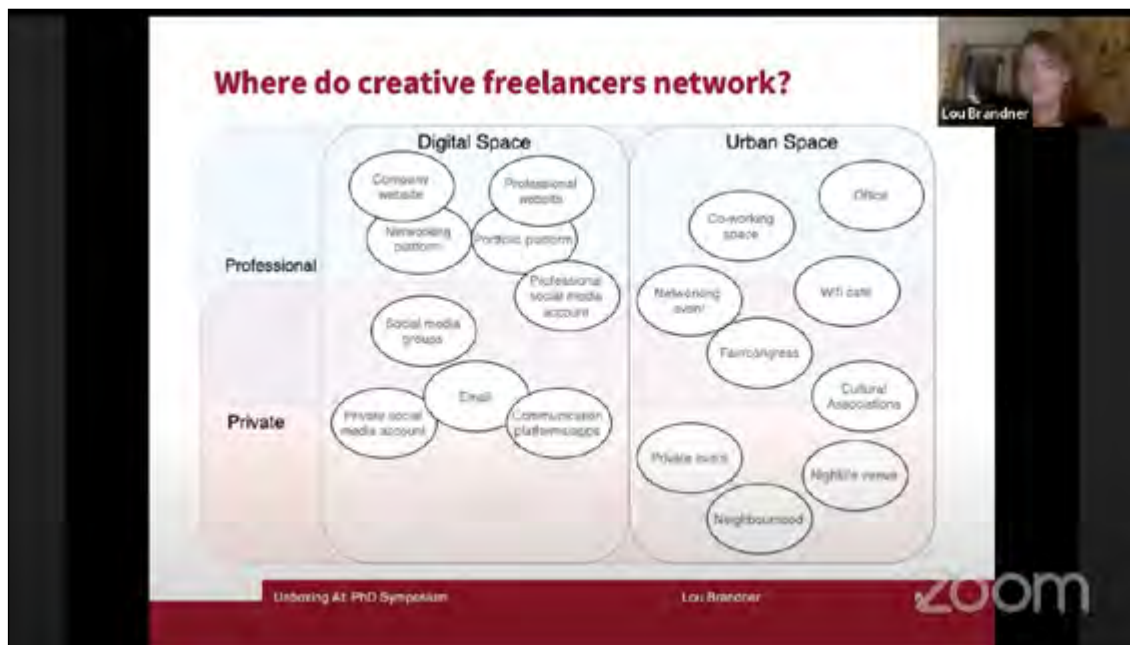 Where do creative freelancers network?
Lou Brandner
Digital Space
Urban Space
Company
website
Professional
website
Office
Networking
platform
Portfolio platform
Co-working
space
Professional
Professional
social media
account
Networking
event
Wifi café
Social media
groups
Fair/congress
Email
Cultural
Associations
Private
Private social
media account
Communication
platforms/apps
Private event
Nightlife venue
Neighbourhood
Unboxing AI: PhD Symposium
Lou Brandner
zoom